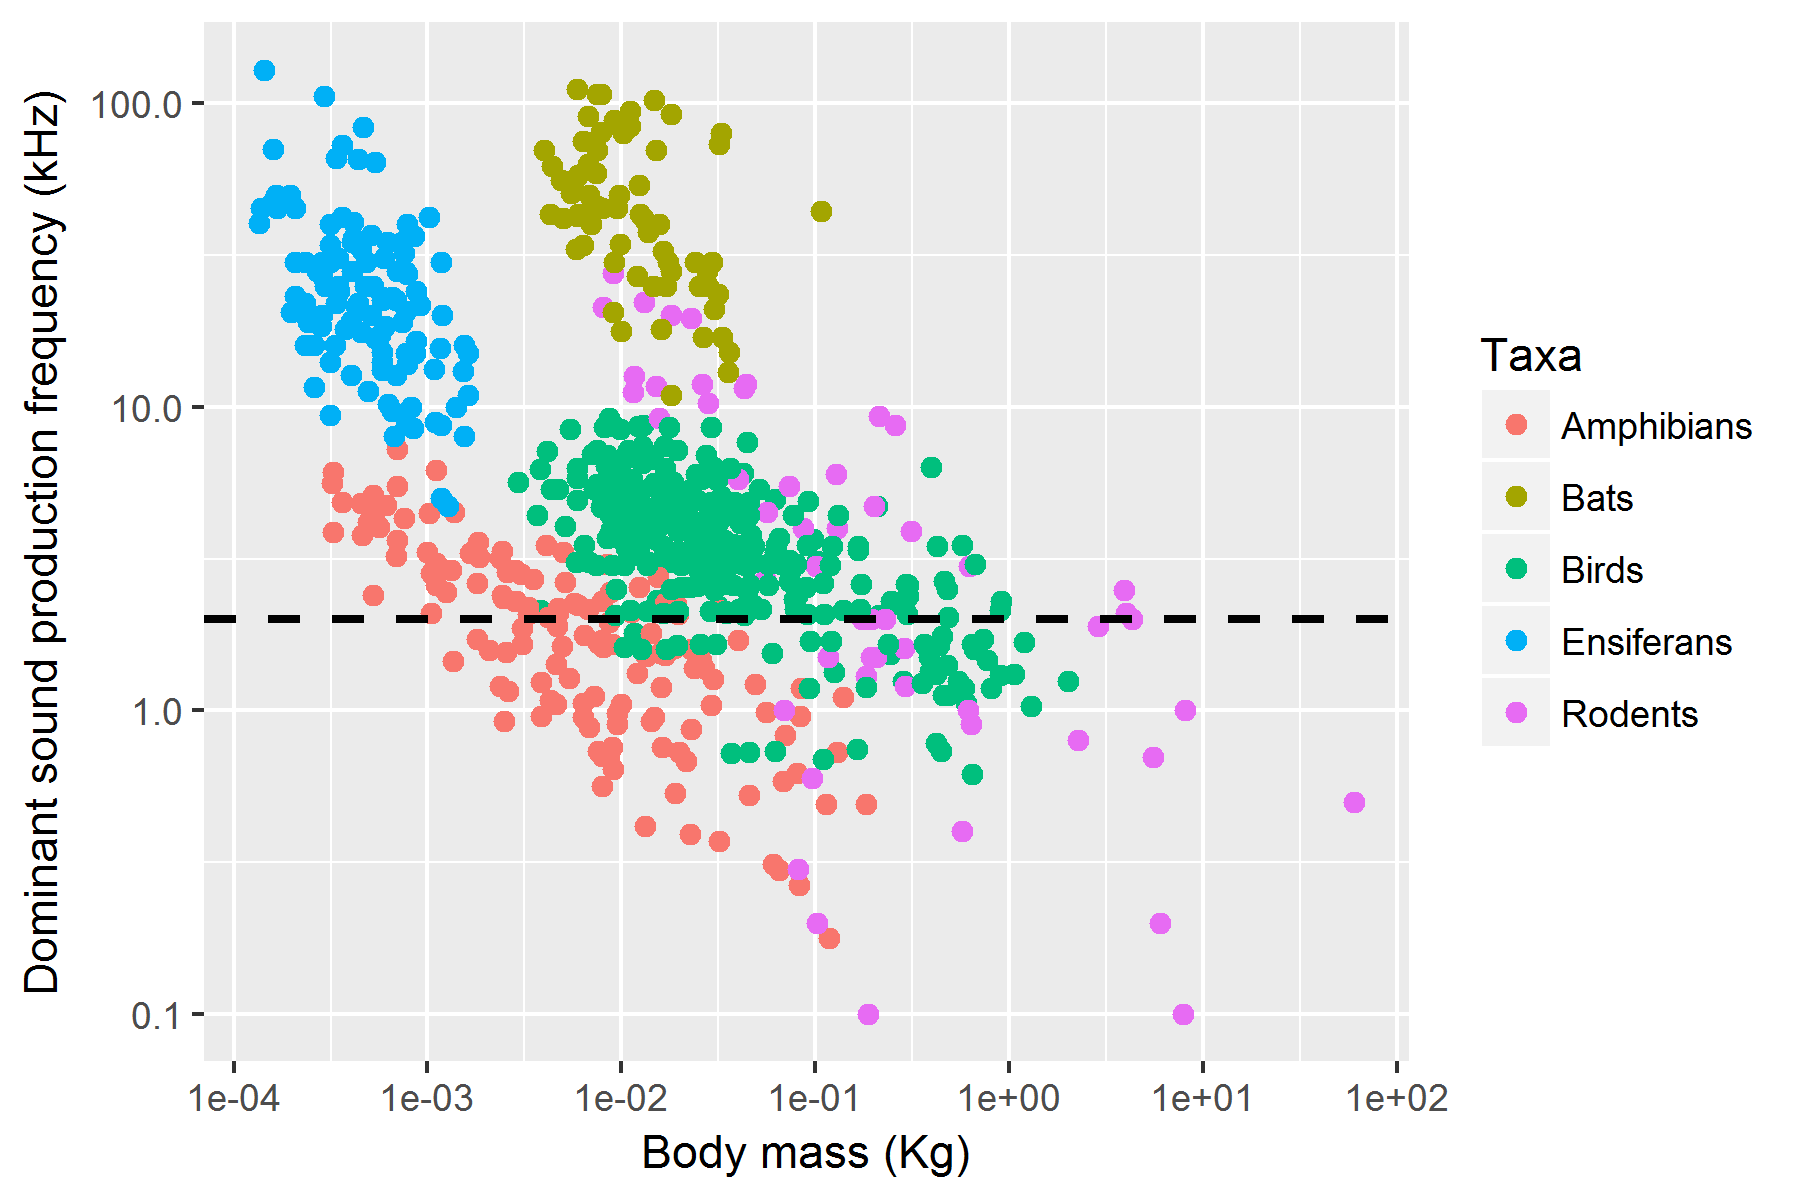 Dominant sound production frequency (kHz)
100.0
10.0
1.0
0.1
1e-04 1e-03 1e-02 1e-01 1e+00 1e+01 1e+02
Body mass (Kg)
Taxa
Amphibians
Bats
Birds
Ensiferans
Rodents